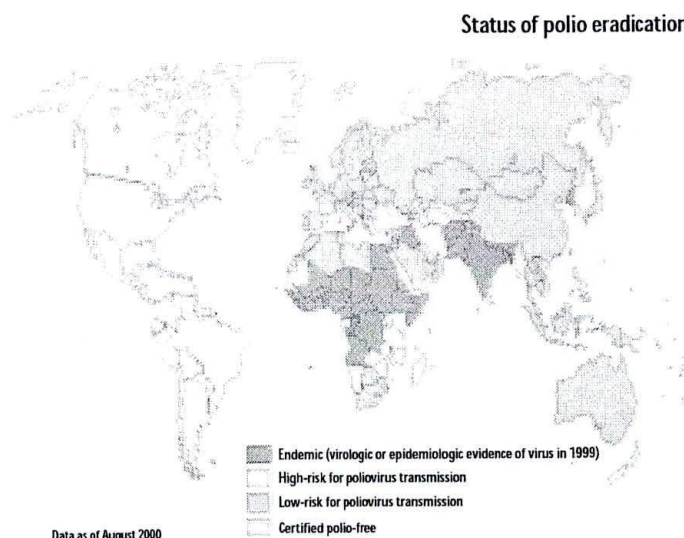 Status of polio eradication
Endemic (virologic or epidemiologic evidence of virus in 1999)
High-risk for poliovirus transmission
Low-risk for poliovirus transmission
Certified polio-free
Data as of August 2000